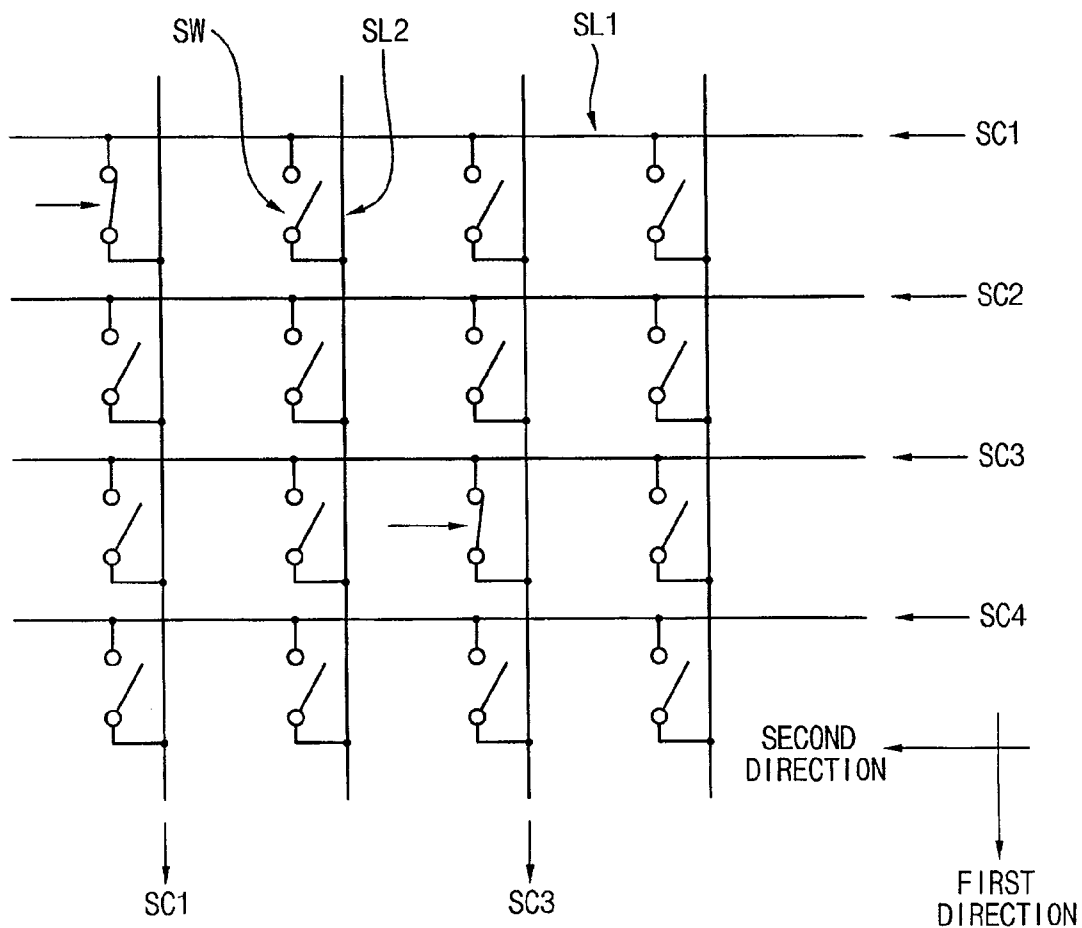 SW
SL2
SL1
SC1
SC2
SC3
SC4
SECOND
DIRECTION
SC1
SC3
FIRST
DIRECTION